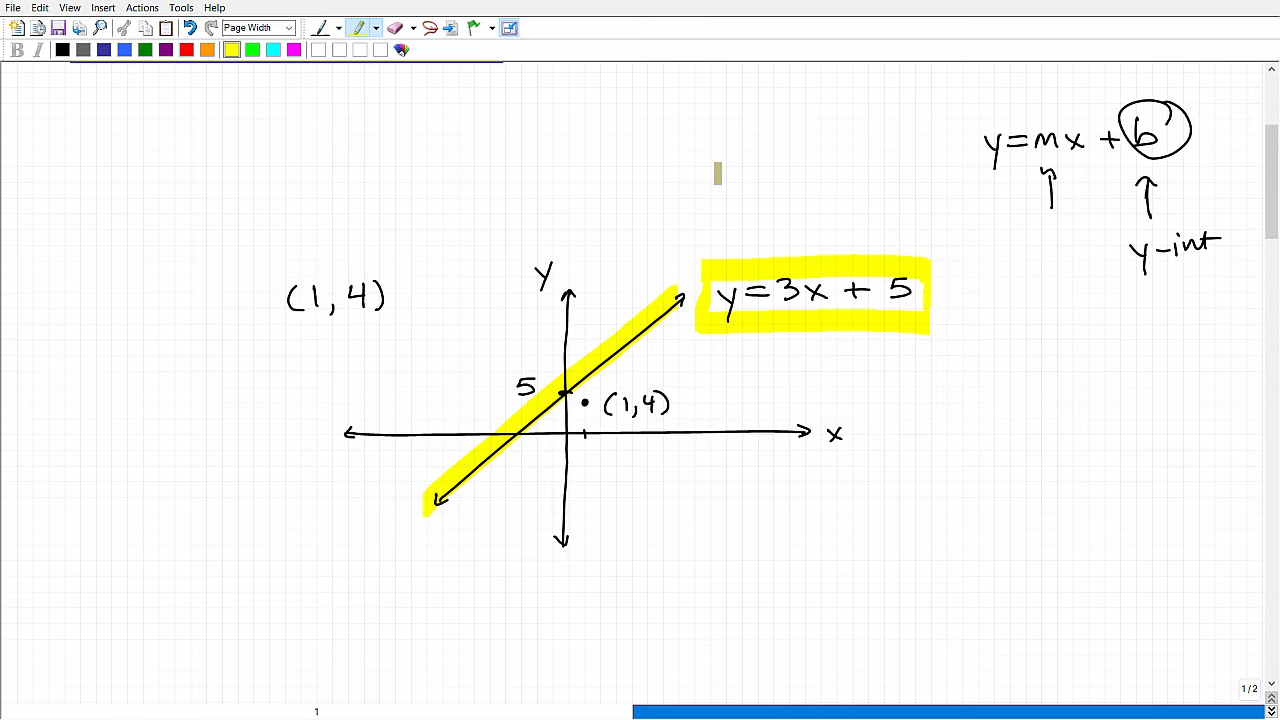 File Edit View Insert Actions Tools Help
Page Width
B I
y = mx + b
y-int
(1, 4)
y
y = 3x + 5
5
(1,4)
x
1/2
1